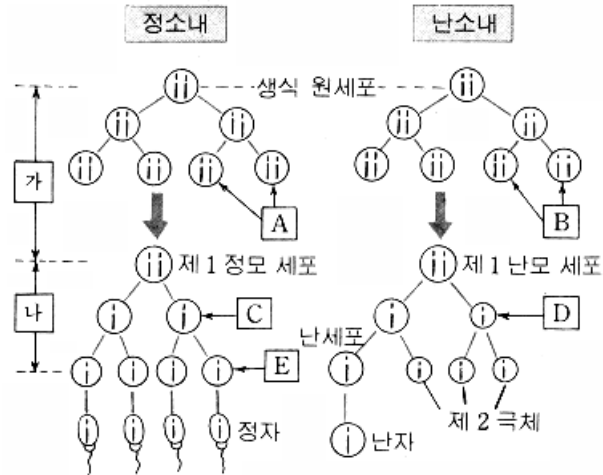 정소내
난소내
생식 원세포
가
A
B
제 1 정모 세포
제 1 난모 세포
나
C
D
난세포
E
정자
난자
제 2 극체